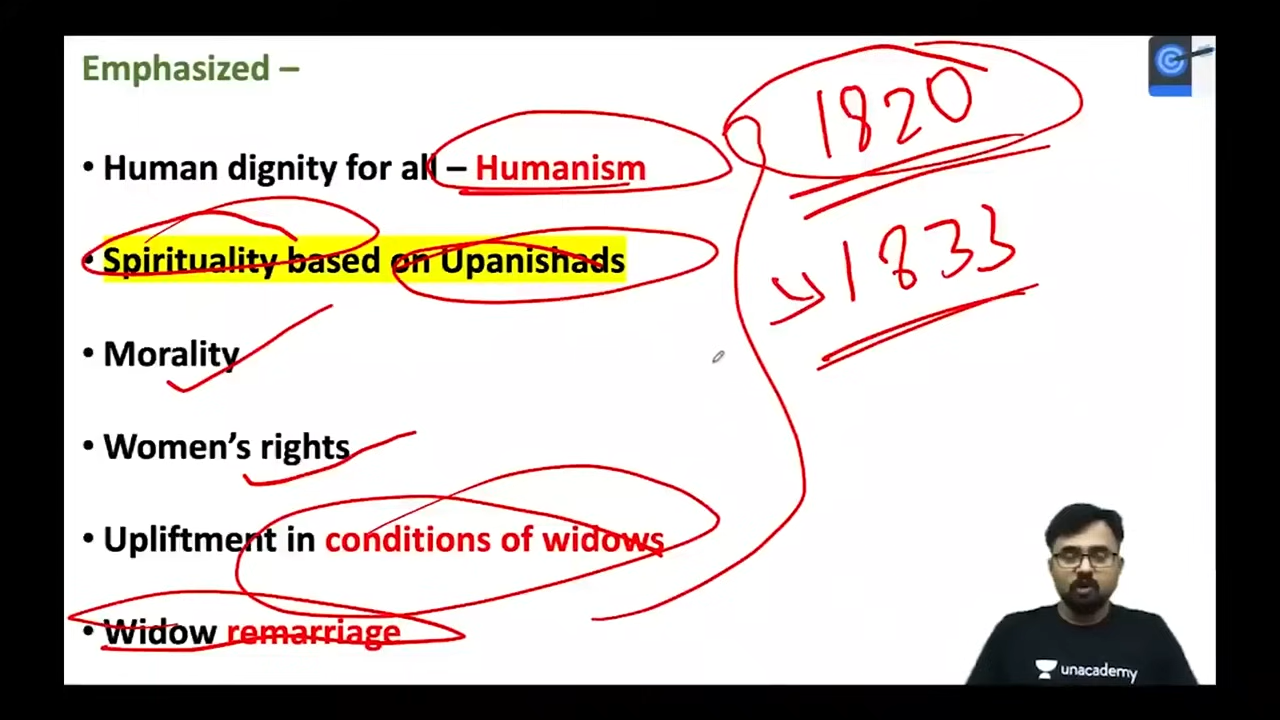 Emphasized –
• Human dignity for all – Humanism
• Spirituality based on Upanishads
• Morality
• Women's rights
• Upliftment in conditions of widows
• Widow remarriage
1820
1833
unacademy